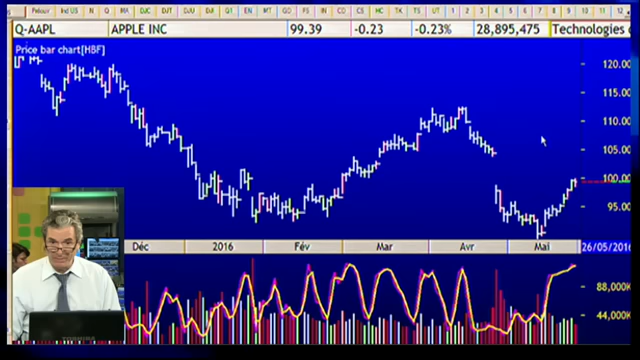 Q-AAPL APPLE INC 99.39 -0.23 -0.23% 28,895,475 Technologies
Price bar chart[HBF]
120.00
115.00
110.00
105.00
100.00
95.00
Déc 2016 Fév Mar Avr Mai 26/05/2016
88,000K
44,000K